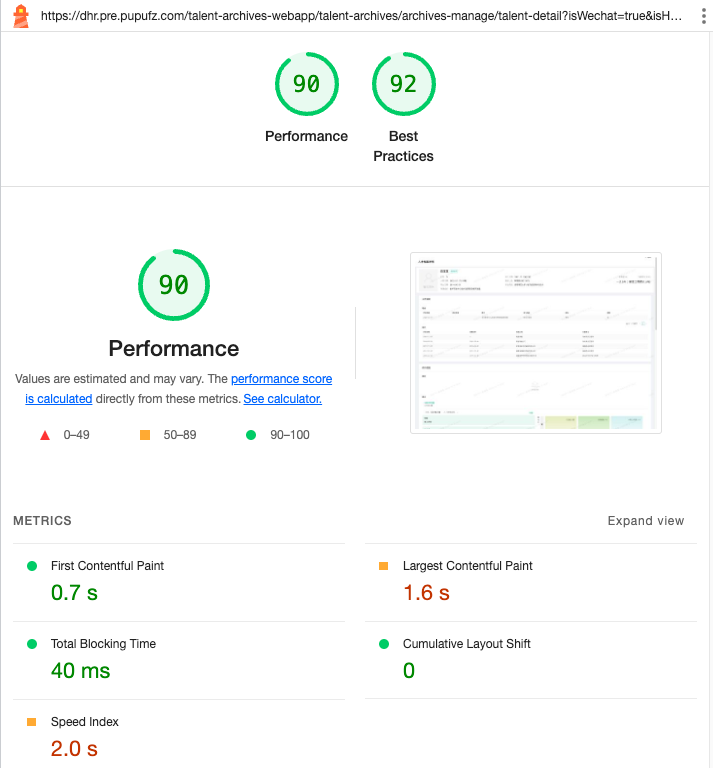 https://dhr.pre.pupufz.com/talent-archives-webapp/talent-archives/archives-manage/talent-detail?isWechat=true&isH...
90
92
Performance
Best
Practices
90
Performance
Values are estimated and may vary. The performance score
is calculated directly from these metrics. See calculator.
0–49
50–89
90–100
METRICS
Expand view
First Contentful Paint
0.7 s
Largest Contentful Paint
1.6 s
Total Blocking Time
40 ms
Cumulative Layout Shift
0
Speed Index
2.0 s